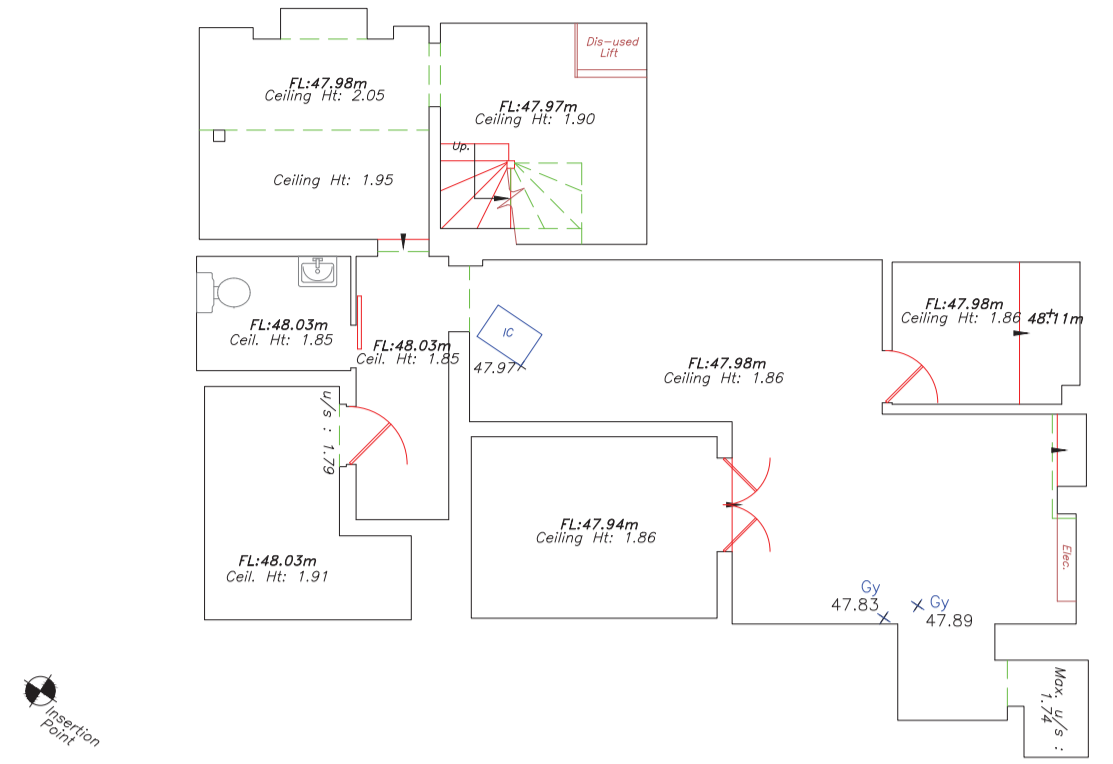 Dis-used
Lift
FL:47.98m
Ceiling Ht: 2.05
FL:47.97m
Ceiling Ht: 1.90
Up.
Ceiling Ht: 1.95
FL:48.03m
Ceil. Ht: 1.85
FL:48.03m
Ceil. Ht: 1.85
IC
47.97
FL:47.98m
Ceiling Ht: 1.86
FL:47.98m
Ceiling Ht: 1.86
48.11m
u/s : 1.79
FL:47.94m
Ceiling Ht: 1.86
FL:48.03m
Ceil. Ht: 1.91
Elec.
Gy
47.83
Gy
47.89
Max. u/s :
1.74
Insertion
Point